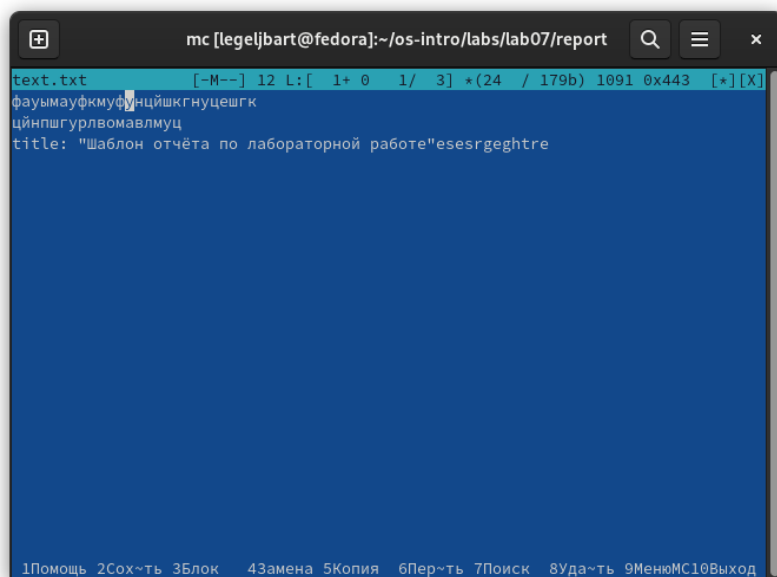 mc [legeljbart@fedora]:~/os-intro/labs/lab07/report
text.txt [-M--] 12 L:[ 1+ 0 1/ 3] *(24 / 179b) 1091 0x443 [*][X]
фауымауфкмуфунцйшкгнуцешгк
цйнпшгурлвомавлмуц
title: "Шаблон отчёта по лабораторной работе"esesrgeghtre
1Помощь 2Сох~ть 3Блок 4Замена 5Копия 6Пер~ть 7Поиск 8Уда~ть 9МенюМС10Выход